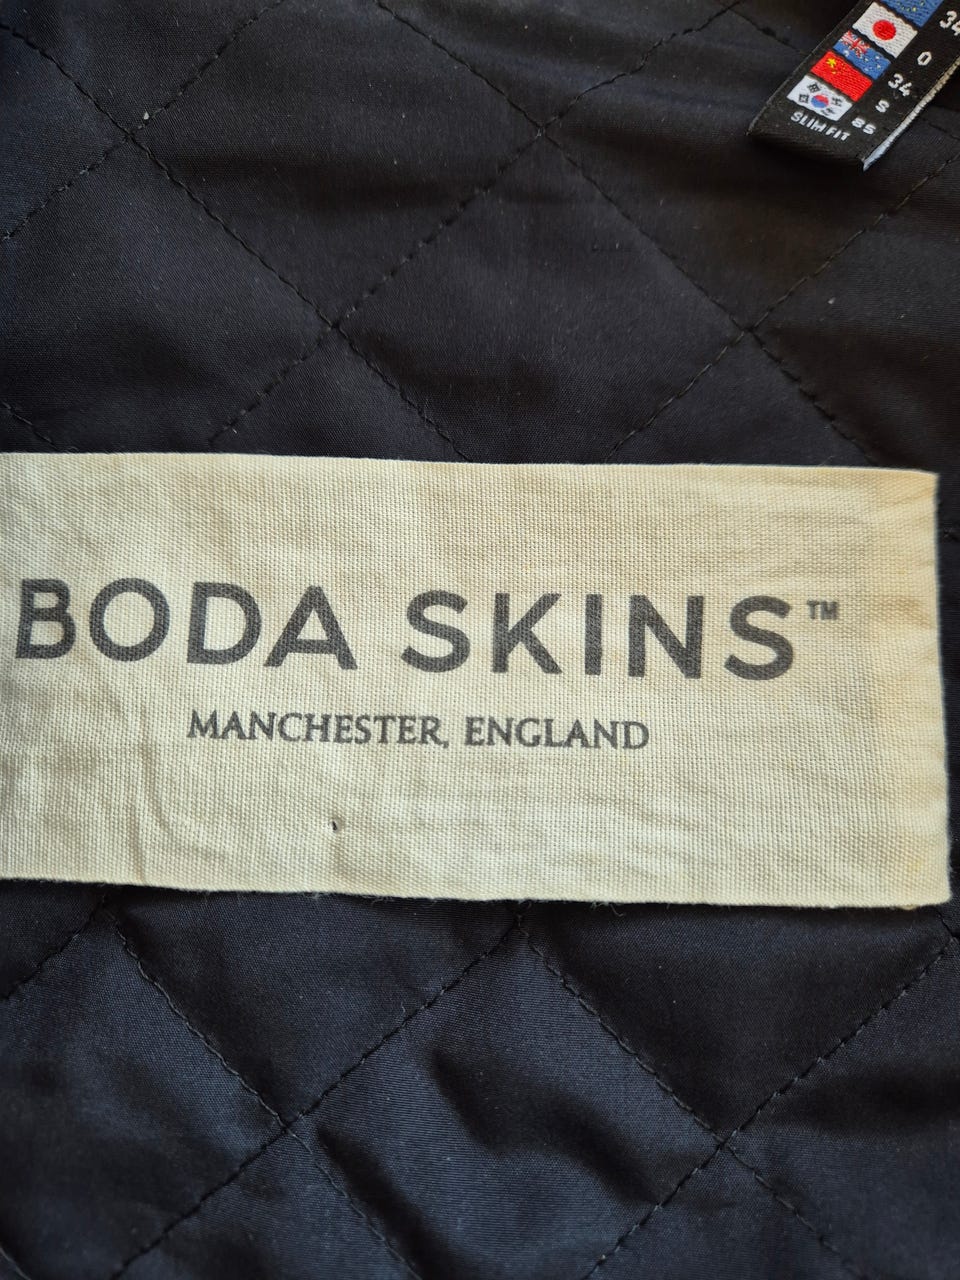 34
0
34
S
85
SLIM FIT
BODA SKINS™
MANCHESTER, ENGLAND